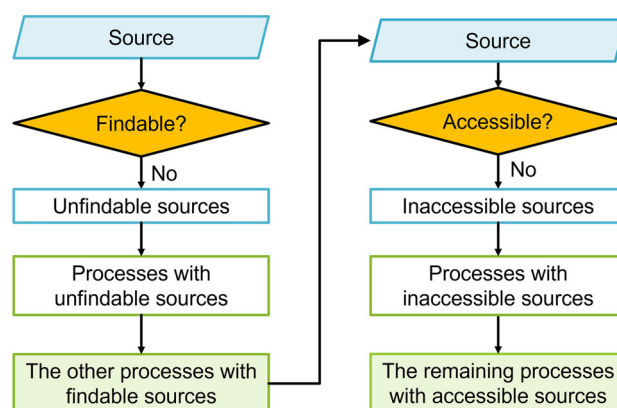 Source
Findable?
No
Unfindable sources
Processes with
unfindable sources
The other processes with
findable sources
Source
Accessible?
No
Inaccessible sources
Processes with
inaccessible sources
The remaining processes
with accessible sources